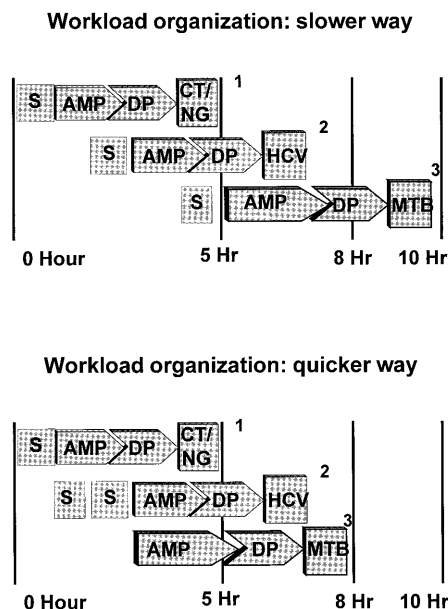 Workload organization: slower way
S AMP DP CT/ 1
NG
S AMP DP HCV 2
S AMP DP MTB 3
0 Hour 5 Hr 8 Hr 10 Hr
Workload organization: quicker way
S AMP DP CT/ 1
NG
S S AMP DP HCV 2
AMP DP MTB 3
0 Hour 5 Hr 8 Hr 10 Hr